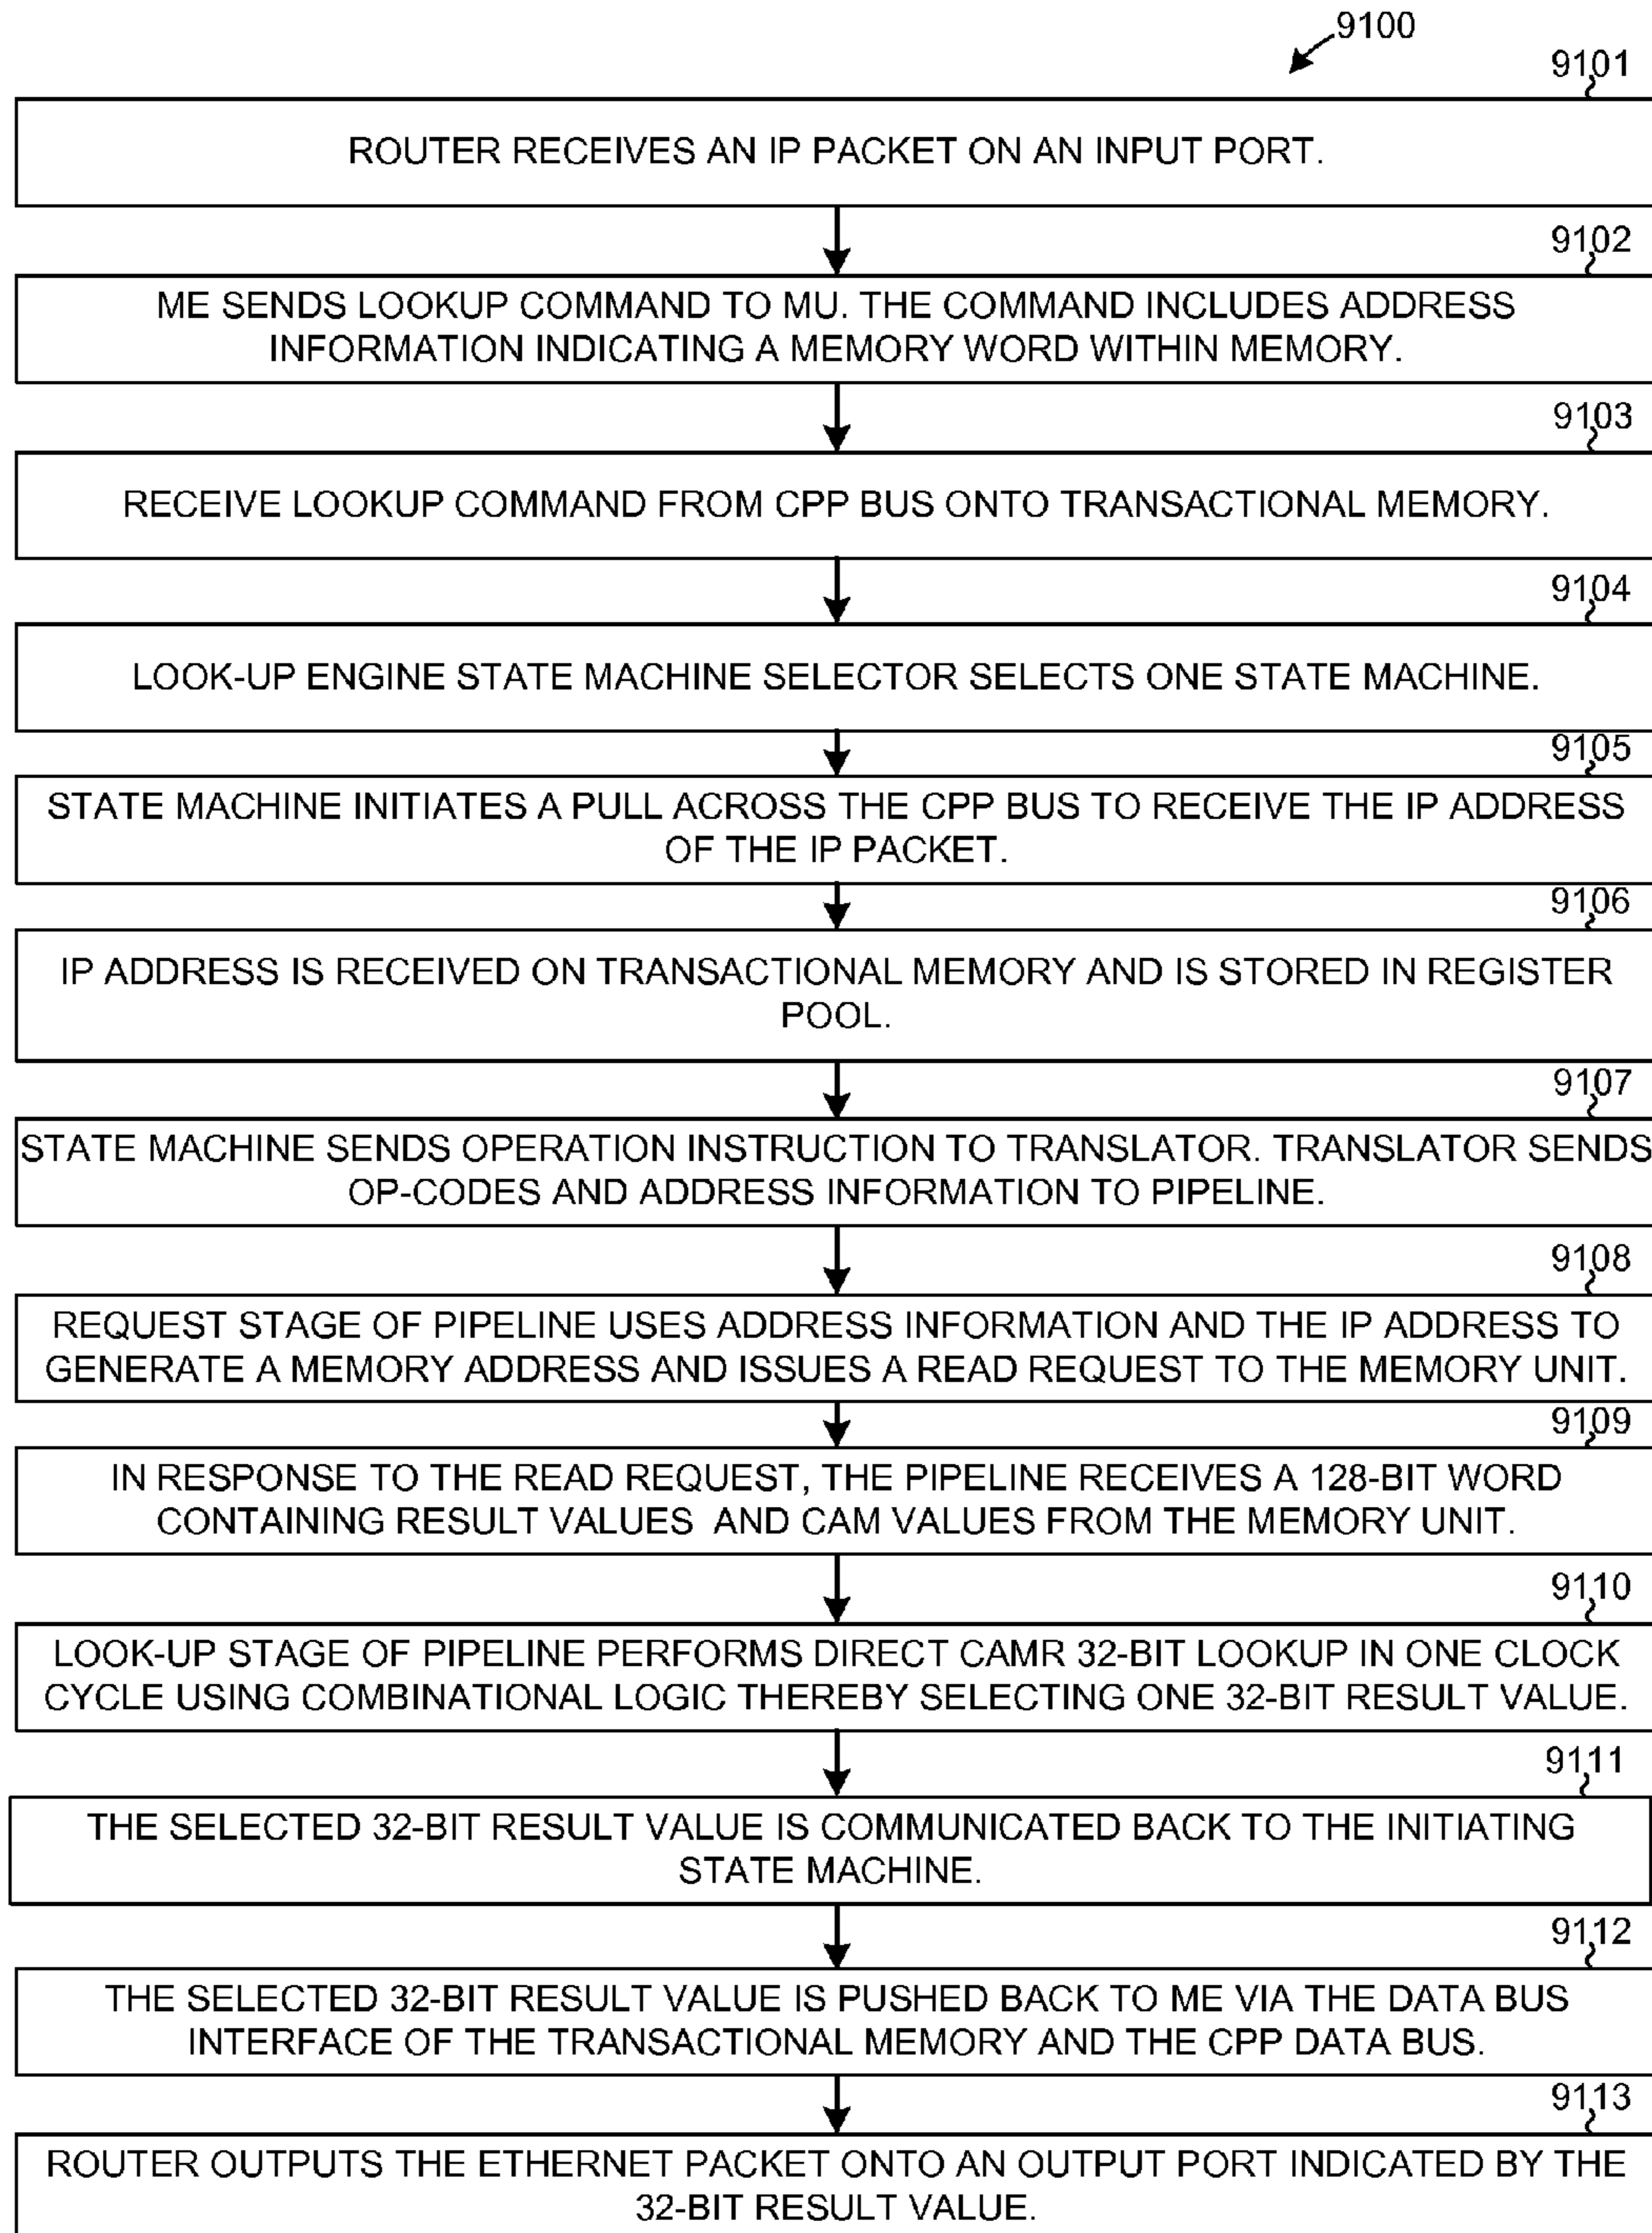 9100
9101
ROUTER RECEIVES AN IP PACKET ON AN INPUT PORT.
9102
ME SENDS LOOKUP COMMAND TO MU. THE COMMAND INCLUDES ADDRESS
INFORMATION INDICATING A MEMORY WORD WITHIN MEMORY.
9103
RECEIVE LOOKUP COMMAND FROM CPP BUS ONTO TRANSACTIONAL MEMORY.
9104
LOOK-UP ENGINE STATE MACHINE SELECTOR SELECTS ONE STATE MACHINE.
9105
STATE MACHINE INITIATES A PULL ACROSS THE CPP BUS TO RECEIVE THE IP ADDRESS
OF THE IP PACKET.
9106
IP ADDRESS IS RECEIVED ON TRANSACTIONAL MEMORY AND IS STORED IN REGISTER
POOL.
9107
STATE MACHINE SENDS OPERATION INSTRUCTION TO TRANSLATOR. TRANSLATOR SENDS
OP-CODES AND ADDRESS INFORMATION TO PIPELINE.
9108
REQUEST STAGE OF PIPELINE USES ADDRESS INFORMATION AND THE IP ADDRESS TO
GENERATE A MEMORY ADDRESS AND ISSUES A READ REQUEST TO THE MEMORY UNIT.
9109
IN RESPONSE TO THE READ REQUEST, THE PIPELINE RECEIVES A 128-BIT WORD
CONTAINING RESULT VALUES AND CAM VALUES FROM THE MEMORY UNIT.
9110
LOOK-UP STAGE OF PIPELINE PERFORMS DIRECT CAMR 32-BIT LOOKUP IN ONE CLOCK
CYCLE USING COMBINATIONAL LOGIC THEREBY SELECTING ONE 32-BIT RESULT VALUE.
9111
THE SELECTED 32-BIT RESULT VALUE IS COMMUNICATED BACK TO THE INITIATING
STATE MACHINE.
9112
THE SELECTED 32-BIT RESULT VALUE IS PUSHED BACK TO ME VIA THE DATA BUS
INTERFACE OF THE TRANSACTIONAL MEMORY AND THE CPP DATA BUS.
9113
ROUTER OUTPUTS THE ETHERNET PACKET ONTO AN OUTPUT PORT INDICATED BY THE
32-BIT RESULT VALUE.